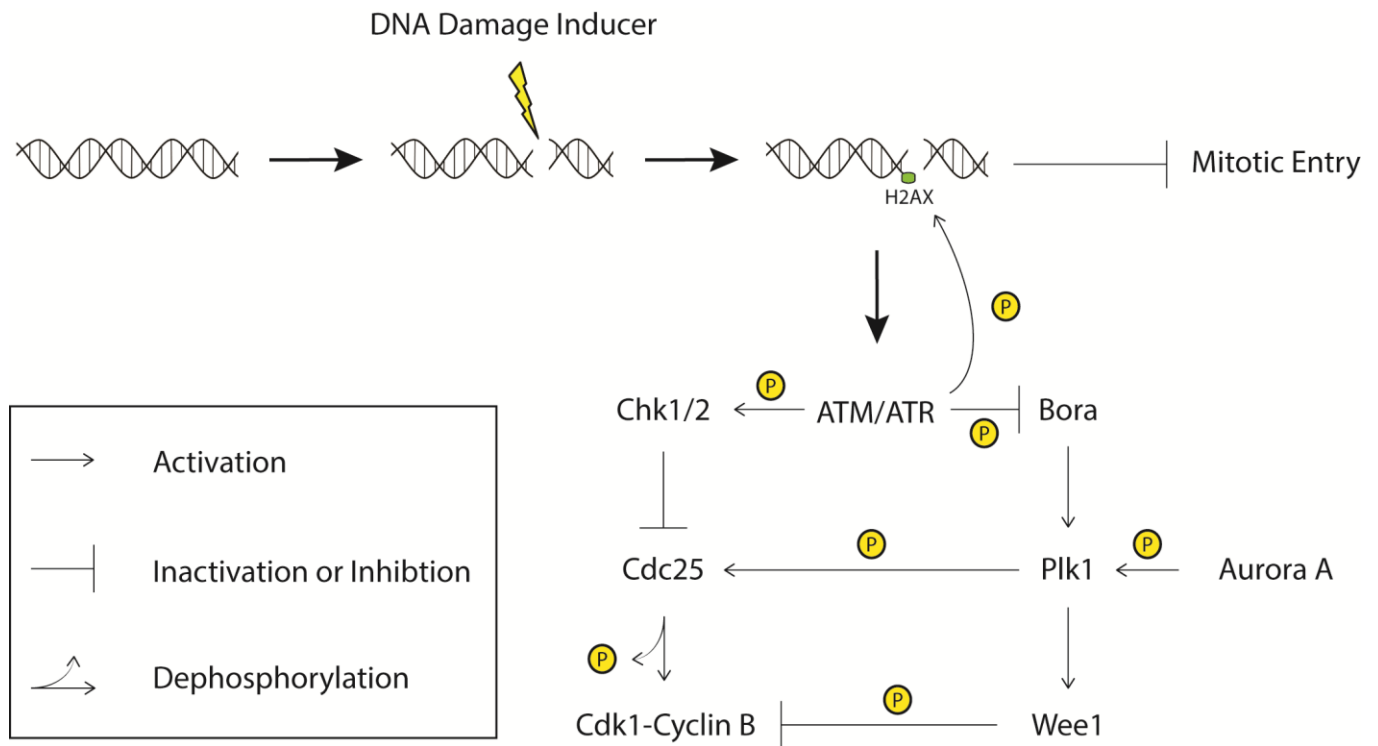 DNA Damage Inducer
Mitotic Entry
H2AX
P
P
Chk1/2
ATM/ATR
P
Bora
Activation
P
P
Inactivation or Inhibtion
Cdc25
Plk1
Aurora A
P
Dephosphorylation
P
Cdk1-Cyclin B
Wee1